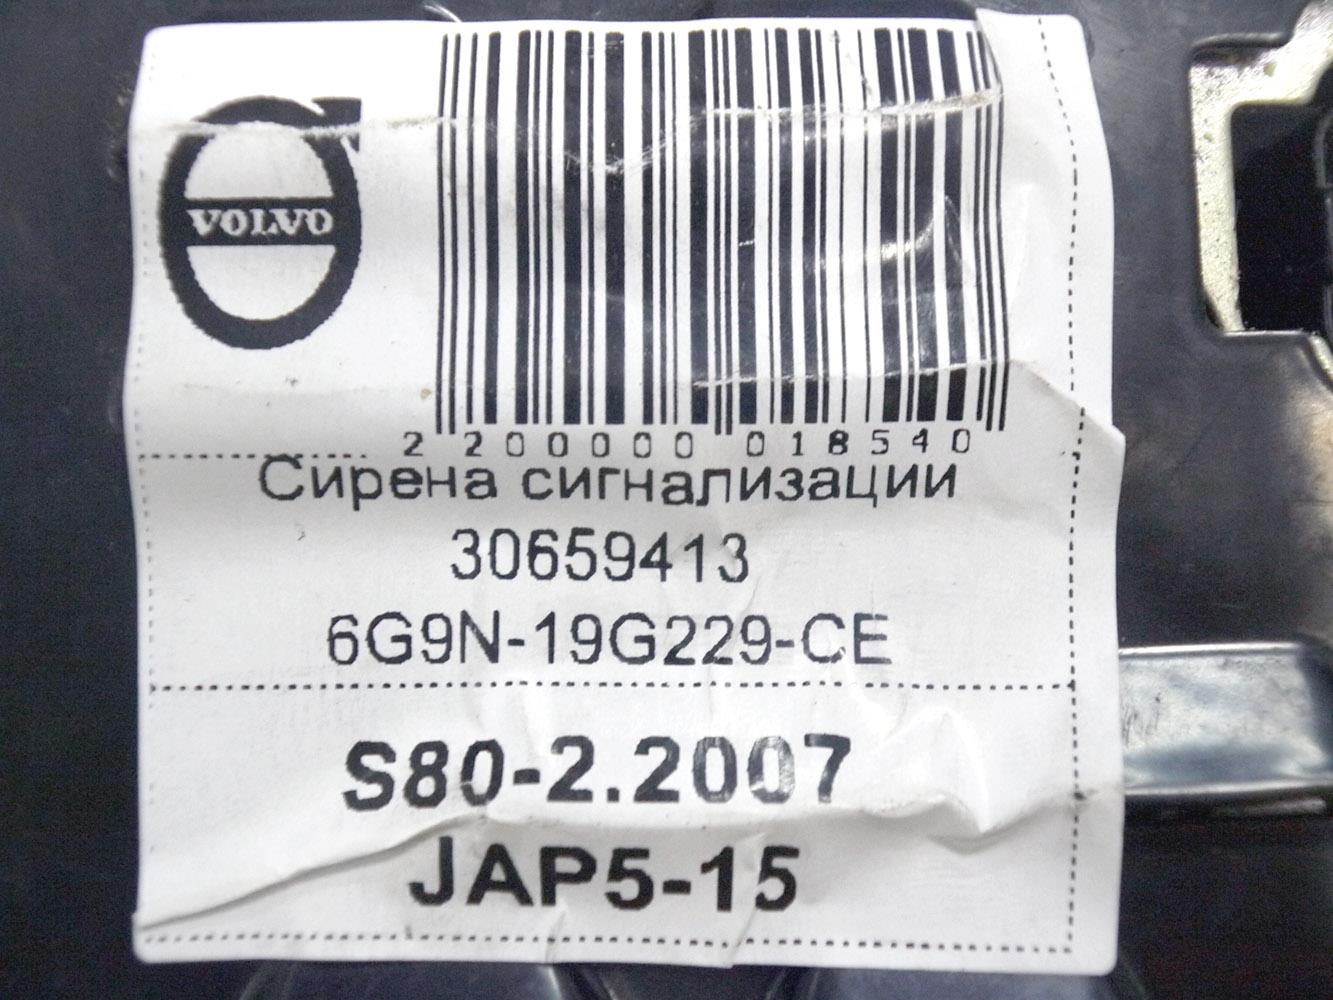 VOLVO
2 200000 018540
Сирена сигнализации
30659413
6G9N-19G229-CE
S80-2.2007
JAP5-15